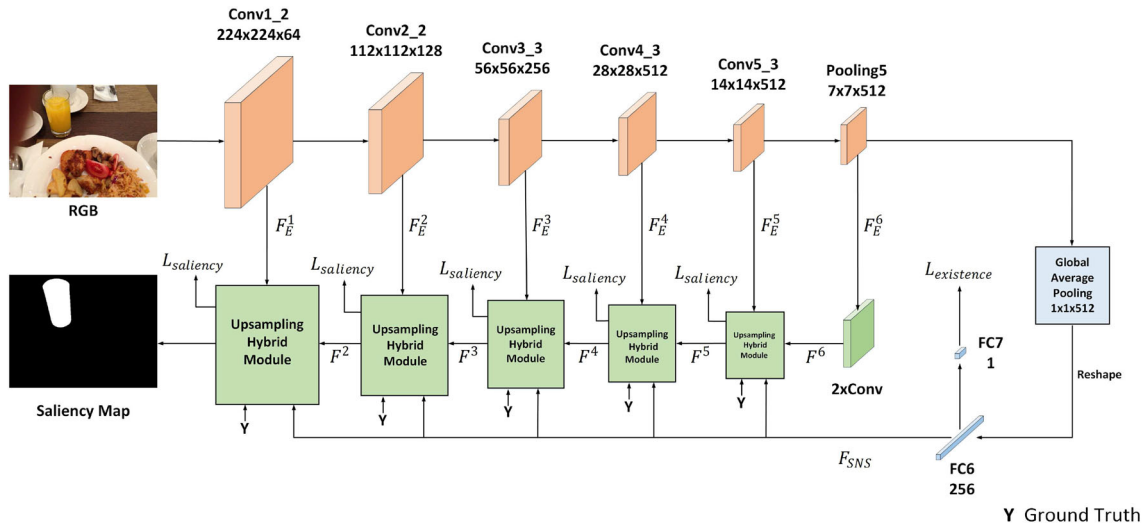 Conv1_2
224x224x64
Conv2_2
112x112x128
Conv3_3
56x56x256
Conv4_3
28x28x512
Conv5_3
14x14x512
Pooling5
7x7x512
RGB
F_E^1
F_E^2
F_E^3
F_E^4
F_E^5
F_E^6
L_saliency
L_saliency
L_saliency
L_saliency
L_saliency
L_existence
Global
Average
Pooling
1x1x512
Upsampling
Hybrid
Module
F^2
Upsampling
Hybrid
Module
F^3
Upsampling
Hybrid
Module
F^4
Upsampling
Hybrid
Module
F^5
Upsampling
Hybrid
Module
F^6
2xConv
FC7
1
Reshape
Saliency Map
Y
Y
Y
Y
Y
F_SNS
FC6
256
Y Ground Truth